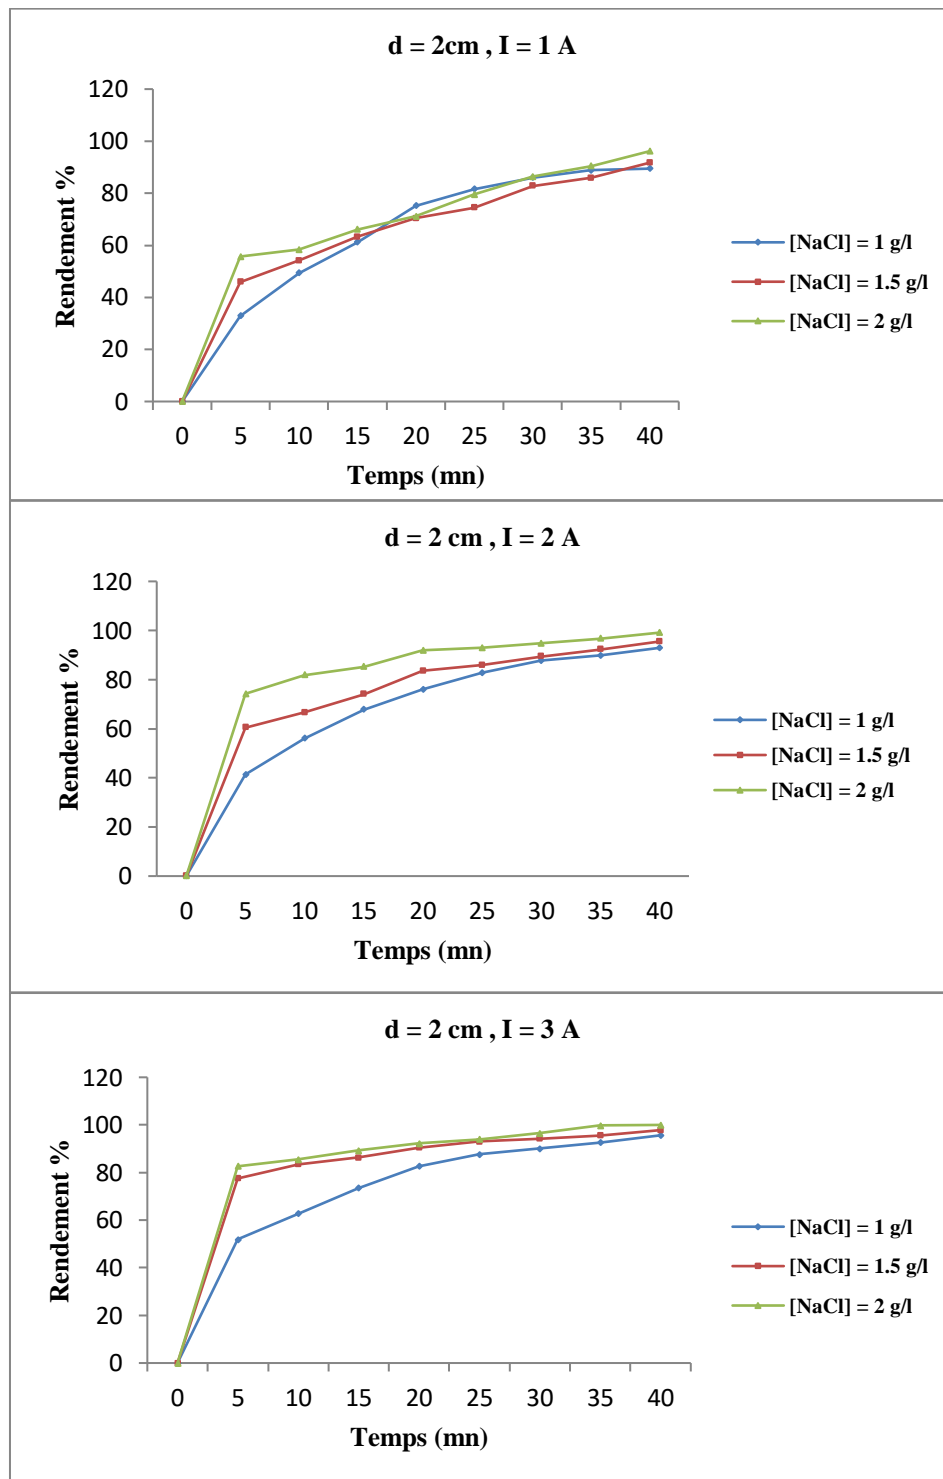 d = 2cm , I = 1 A
120
100
80
60
40
20
0
Rendement %
0 5 10 15 20 25 30 35 40
Temps (mn)
[NaCl] = 1 g/l
[NaCl] = 1.5 g/l
[NaCl] = 2 g/l
d = 2 cm , I = 2 A
120
100
80
60
40
20
0
Rendement %
0 5 10 15 20 25 30 35 40
Temps (mn)
[NaCl] = 1 g/l
[NaCl] = 1.5 g/l
[NaCl] = 2 g/l
d = 2 cm , I = 3 A
120
100
80
60
40
20
0
Rendement %
0 5 10 15 20 25 30 35 40
Temps (mn)
[NaCl] = 1 g/l
[NaCl] = 1.5 g/l
[NaCl] = 2 g/l